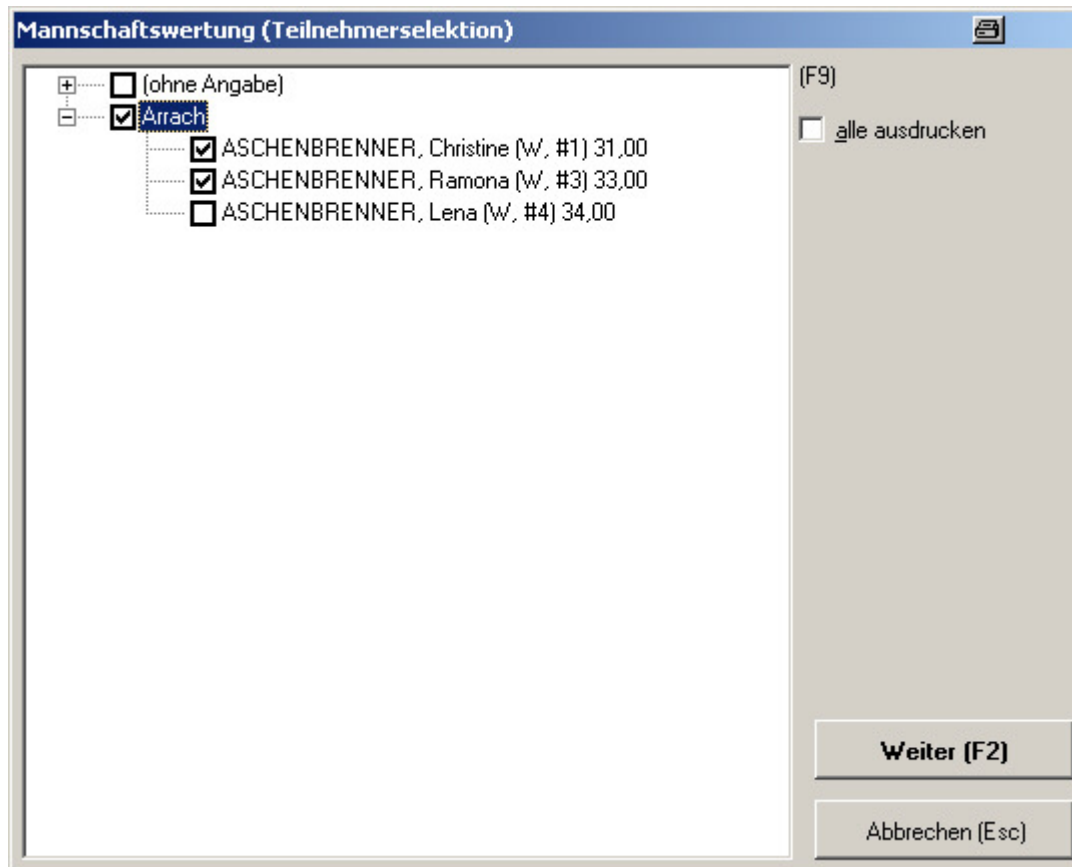 Mannschaftswertung (Teilnehmerselektion)
(ohne Angabe)
Arrach
ASCHENBRENNER, Christine (W, #1) 31,00
ASCHENBRENNER, Ramona (W, #3) 33,00
ASCHENBRENNER, Lena (W, #4) 34,00
(F9)
alle ausdrucken
Weiter (F2)
Abbrechen (Esc)